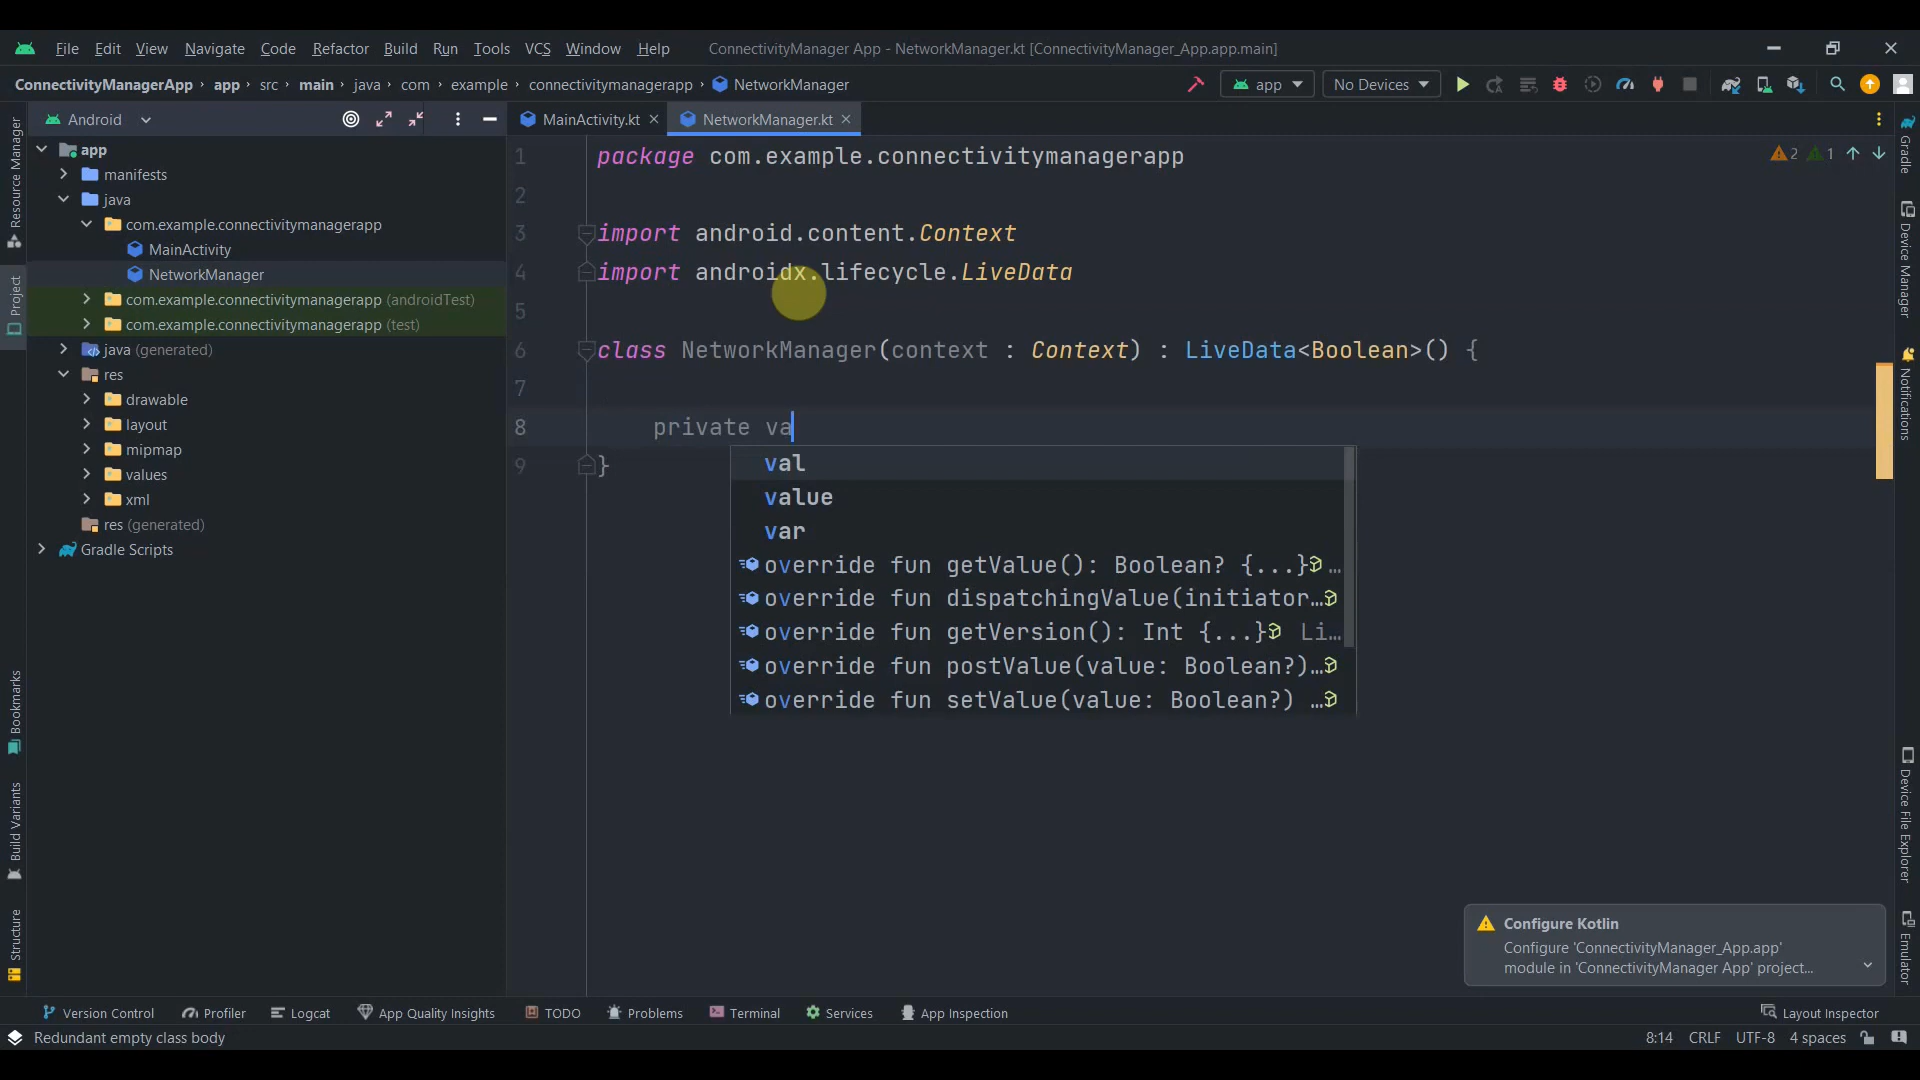 File Edit View Navigate Code Refactor Build Run Tools VCS Window Help ConnectivityManager App - NetworkManager.kt [ConnectivityManager_App.app.main]
ConnectivityManagerApp app src main java com example connectivitymanagerapp NetworkManager app No Devices
Android MainActivity.kt NetworkManager.kt
Resource Manager
Project
Bookmarks
Build Variants
Structure
app
manifests
java
com.example.connectivitymanagerapp
MainActivity
NetworkManager
com.example.connectivitymanagerapp (androidTest)
com.example.connectivitymanagerapp (test)
java (generated)
res
drawable
layout
mipmap
values
xml
res (generated)
Gradle Scripts
2 1
1 package com.example.connectivitymanagerapp
2
3 import android.content.Context
4 import androidx.lifecycle.LiveData
5
6 class NetworkManager(context : Context) : LiveData<Boolean>() {
7
8 private va
9 }
val
value
var
override fun getValue(): Boolean? {...} …
override fun dispatchingValue(initiator…
override fun getVersion(): Int {...} Li…
override fun postValue(value: Boolean?)…
override fun setValue(value: Boolean?) …
Gradle
Device Manager
Notifications
Device File Explorer
Emulator
Configure Kotlin
Configure 'ConnectivityManager_App.app'
module in 'ConnectivityManager App' project...
Version Control Profiler Logcat App Quality Insights TODO Problems Terminal Services App Inspection Layout Inspector
Redundant empty class body 8:14 CRLF UTF-8 4 spaces